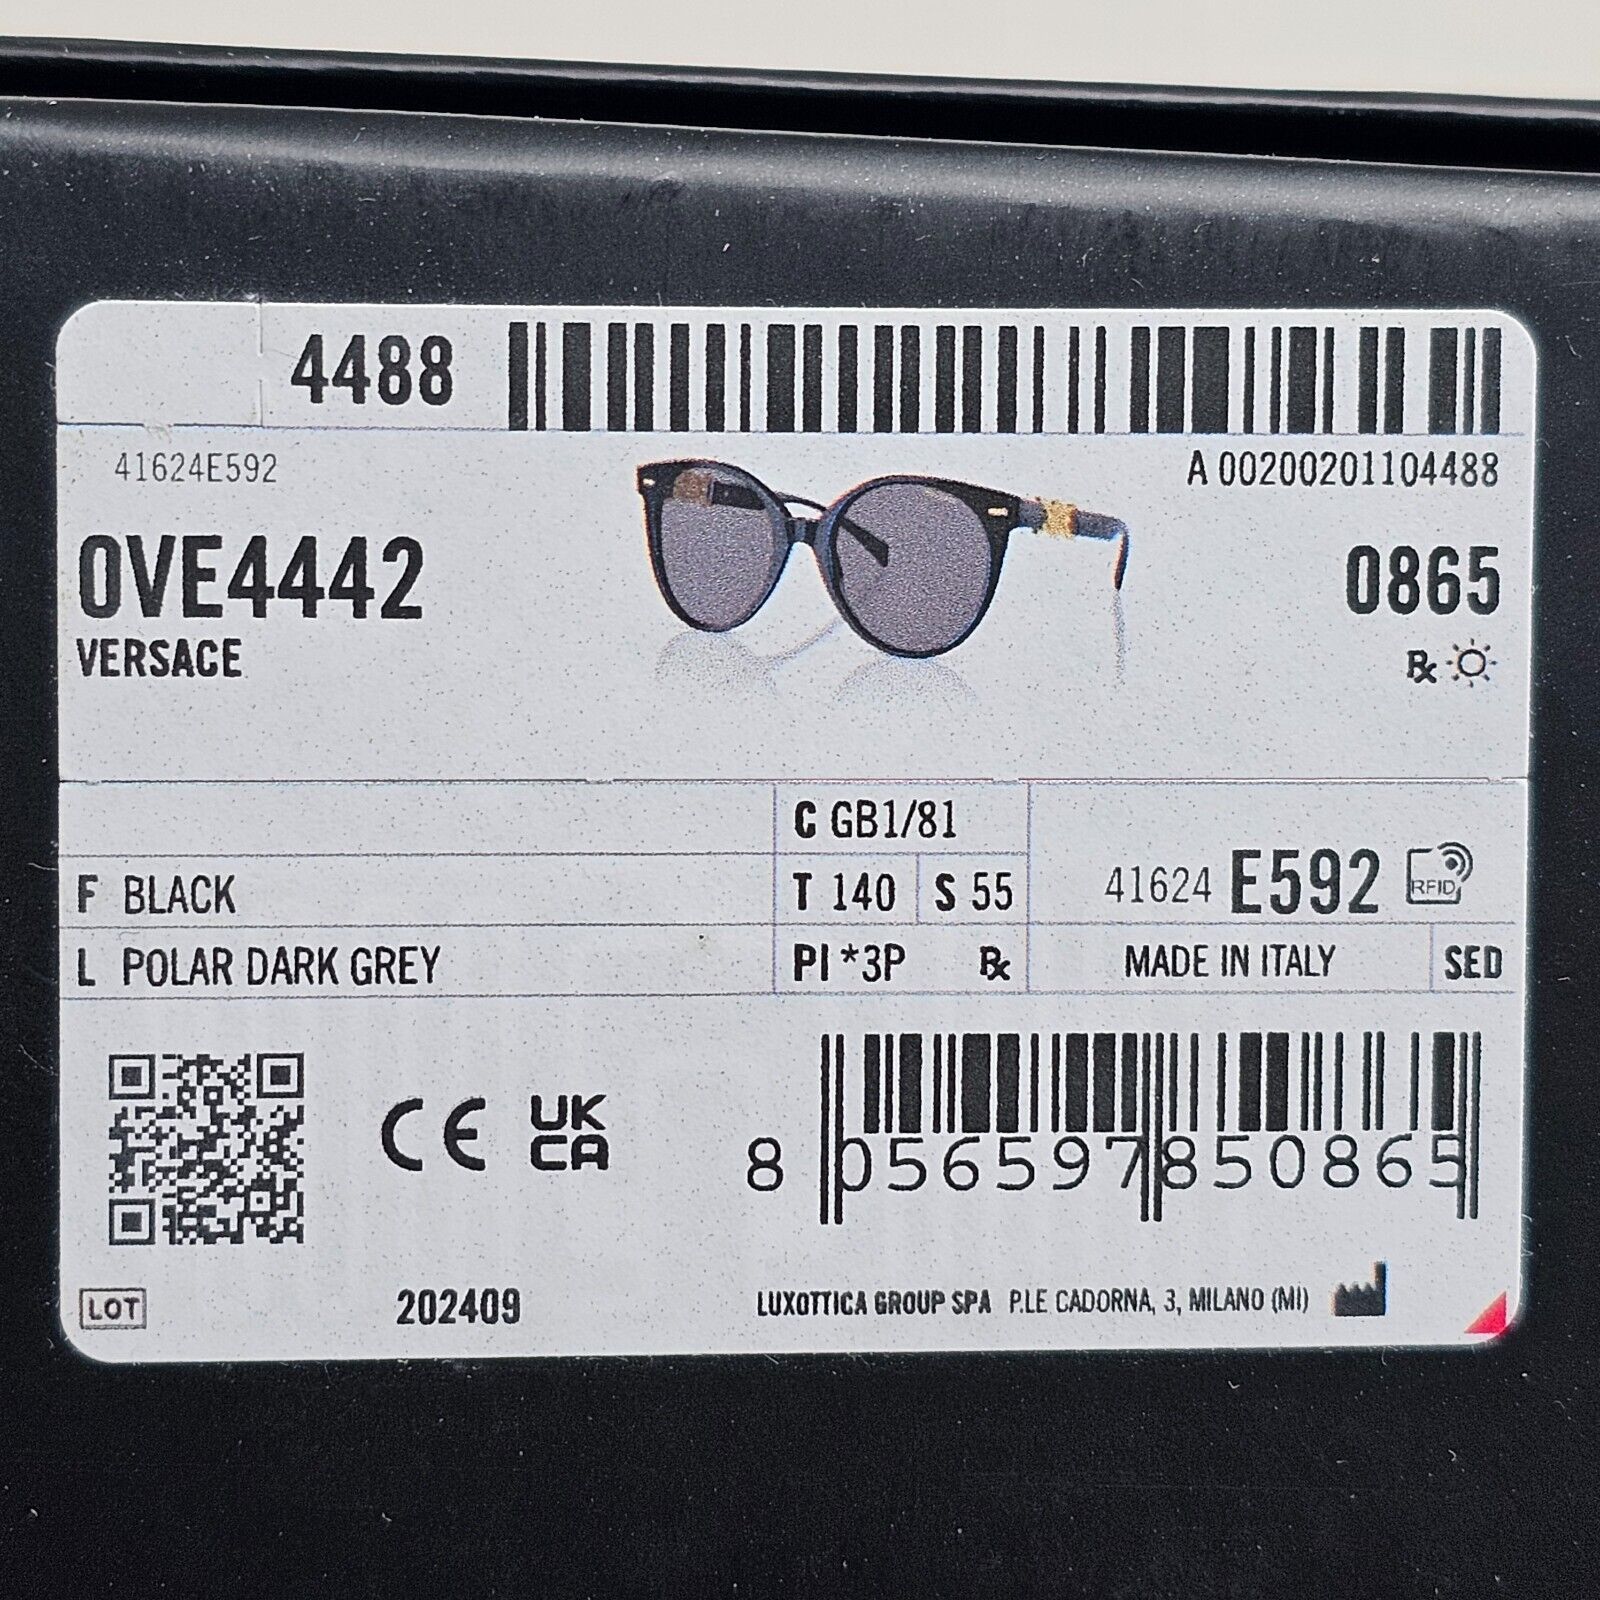 4488
41624E592
A 00200201104488
0VE4442
0865
VERSACE
Rx
C GB1/81
F BLACK
T 140 S 55
41624 E592 RFID
L POLAR DARK GREY
PI *3P Rx
MADE IN ITALY SED
CE UK CA
8 056597 850865
LOT 202409
LUXOTTICA GROUP SPA P.LE CADORNA, 3, MILANO (MI)